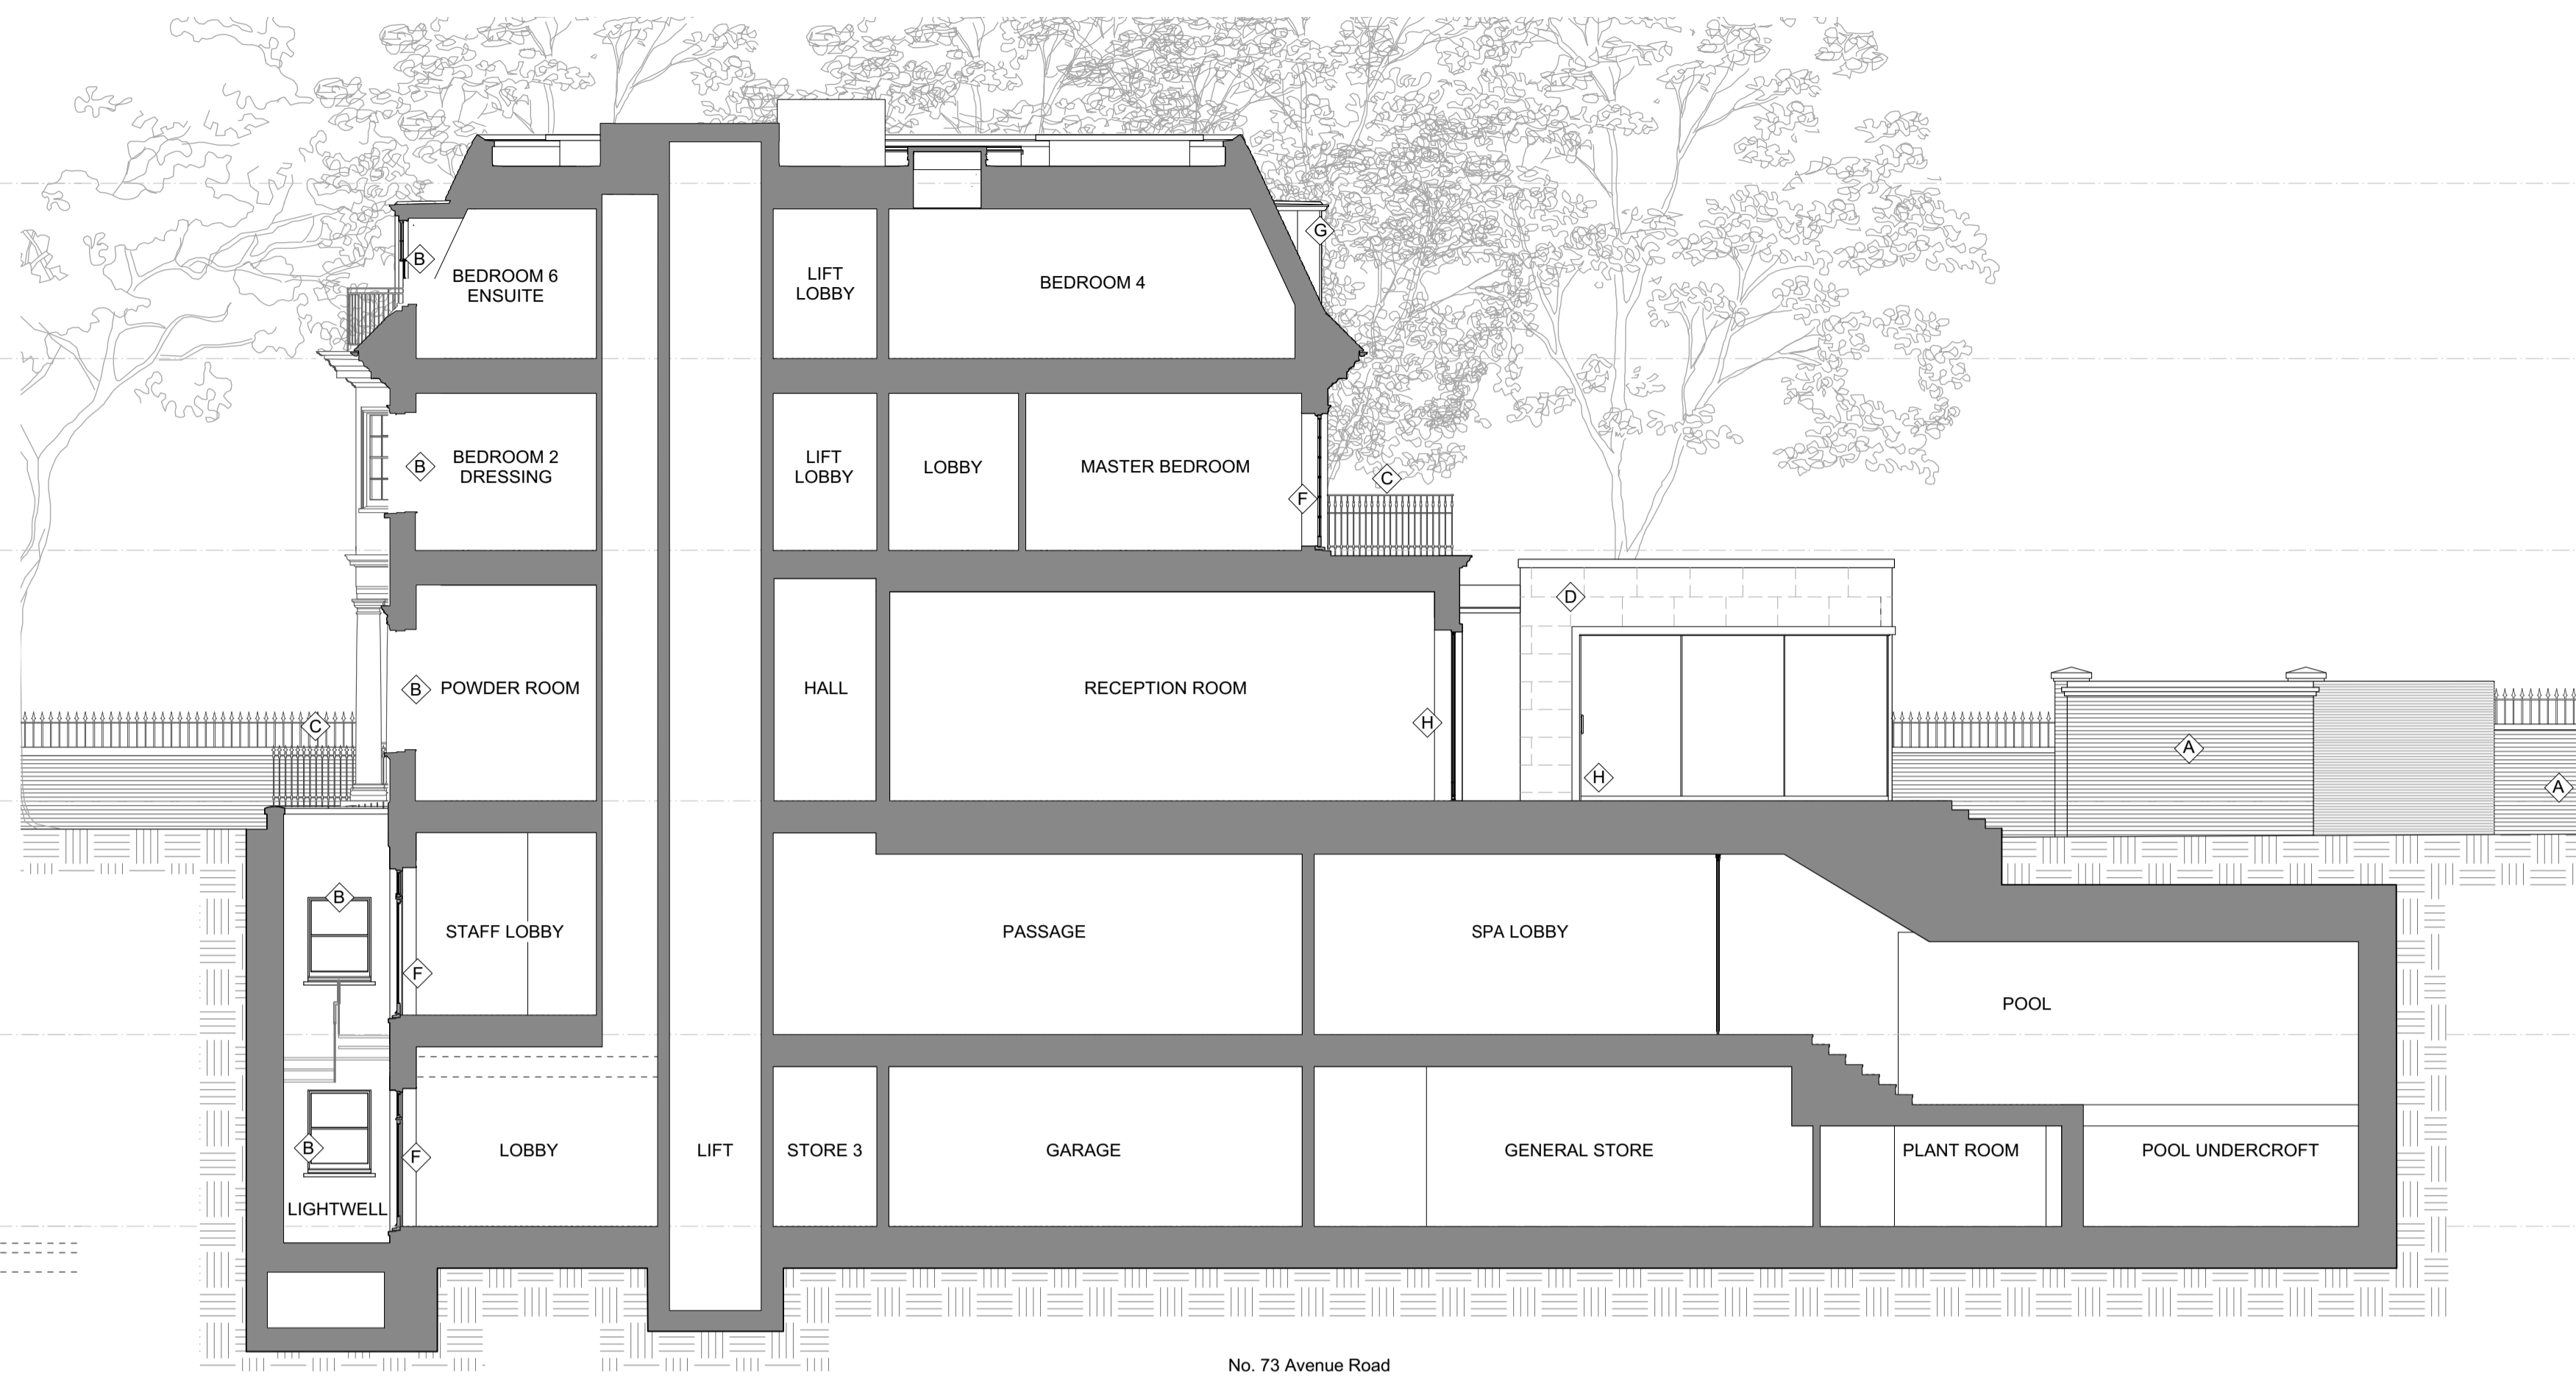 G
B
BEDROOM 6
ENSUITE
LIFT
LOBBY
BEDROOM 4
B
BEDROOM 2
DRESSING
LIFT
LOBBY
LOBBY
MASTER BEDROOM
F
C
D
B
POWDER ROOM
HALL
RECEPTION ROOM
H
H
C
A
A
B
STAFF LOBBY
F
PASSAGE
SPA LOBBY
POOL
B
F
LOBBY
LIFT
STORE 3
GARAGE
GENERAL STORE
PLANT ROOM
POOL UNDERCROFT
LIGHTWELL
No. 73 Avenue Road